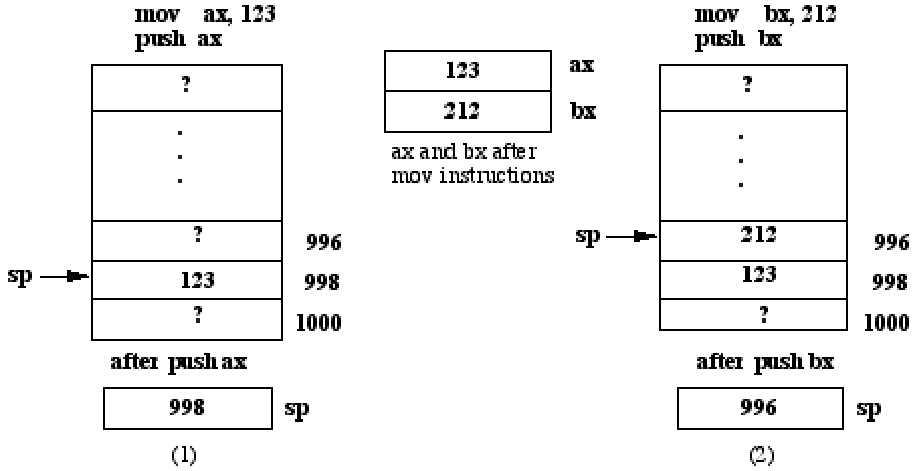 mov ax, 123
push ax
?
.
.
.
?
996
sp
123
998
?
1000
after push ax
998
sp
(1)
123
ax
212
bx
ax and bx after
mov instructions
mov bx, 212
push bx
?
.
.
.
sp
212
996
123
998
?
1000
after push bx
996
sp
(2)